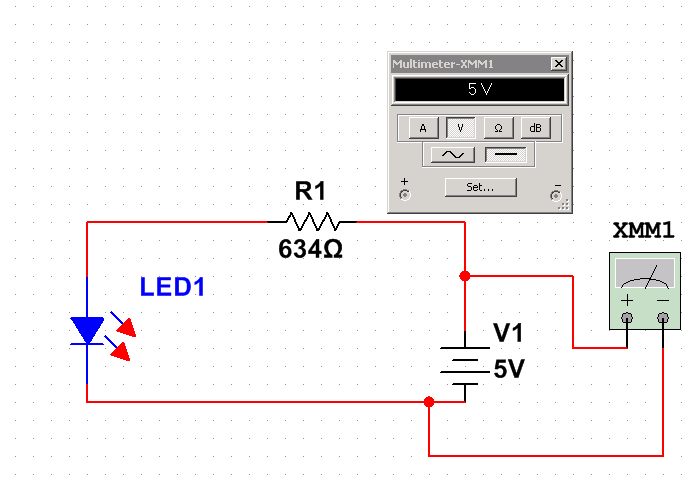 Multimeter-XMM1
5 V
A V Ω dB
+ Set... −
R1
634Ω
XMM1
+ −
LED1
V1
5V